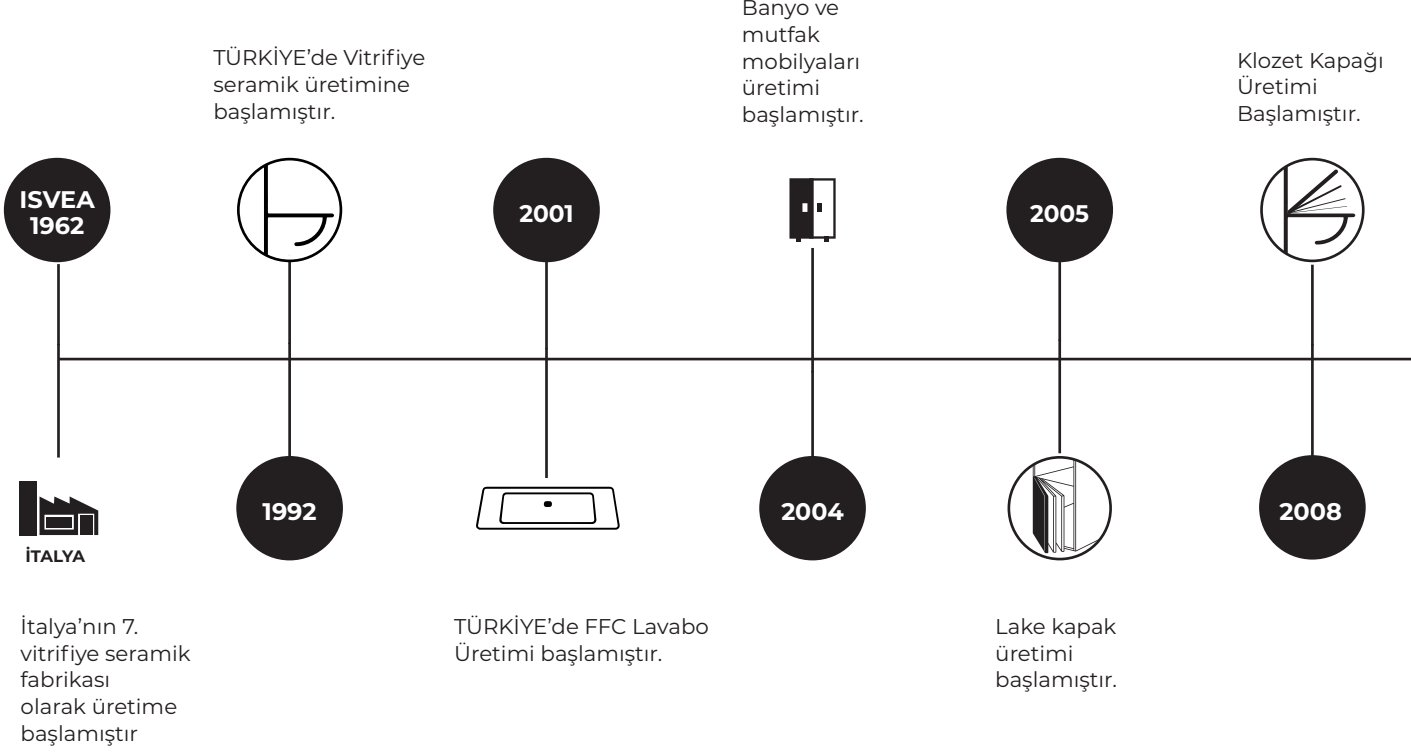 ISVEA
1962
İTALYA
İtalya’nın 7.
vitrifiye seramik
fabrikası
olarak üretime
başlamıştır
TÜRKİYE’de Vitrifiye
seramik üretimine
başlamıştır.
1992
2001
TÜRKİYE’de FFC Lavabo
Üretimi başlamıştır.
Banyo ve
mutfak
mobilyaları
üretimi
başlamıştır.
2004
2005
Lake kapak
üretimi
başlamıştır.
Klozet Kapağı
Üretimi
Başlamıştır.
2008